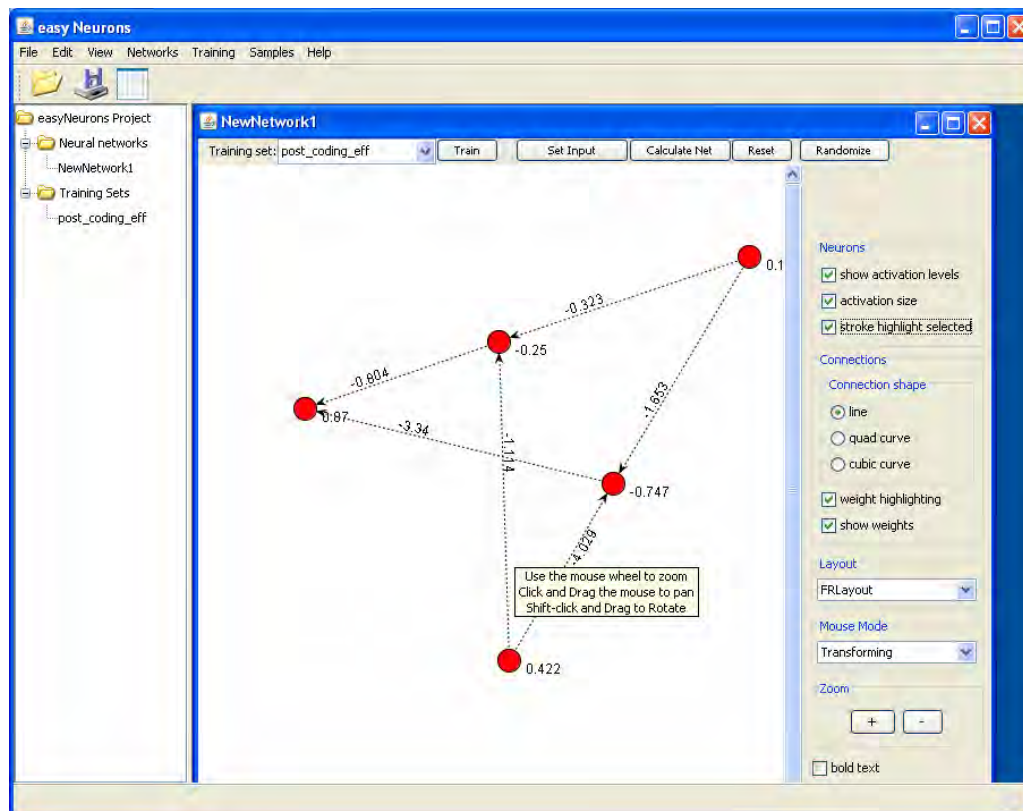 easy Neurons
File Edit View Networks Training Samples Help
easyNeurons Project
Neural networks
NewNetwork1
Training Sets
post_coding_eff
NewNetwork1
Training set: post_coding_eff Train Set Input Calculate Net Reset Randomize
0.1
-0.323
-0.25
-0.804
0.87
-1.653
-3.34
-1.114
-0.747
-4.029
Use the mouse wheel to zoom
Click and Drag the mouse to pan
Shift-click and Drag to Rotate
0.422
Neurons
show activation levels
activation size
stroke highlight selected
Connections
Connection shape
line
quad curve
cubic curve
weight highlighting
show weights
Layout
FRLayout
Mouse Mode
Transforming
Zoom
+ -
bold text